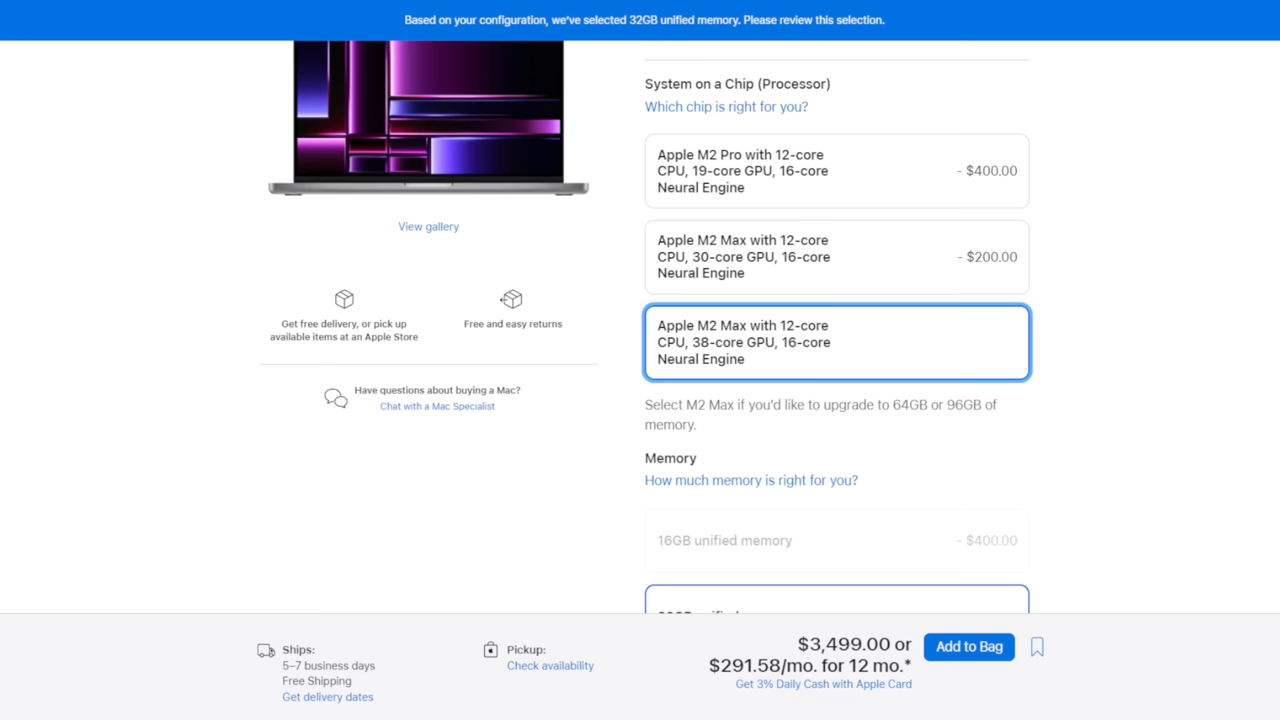 Based on your configuration, we've selected 32GB unified memory. Please review this selection.
View gallery
Get free delivery, or pick up
available items at an Apple Store
Free and easy returns
Have questions about buying a Mac?
Chat with a Mac Specialist
System on a Chip (Processor)
Which chip is right for you?
Apple M2 Pro with 12-core
CPU, 19-core GPU, 16-core
Neural Engine
- $400.00
Apple M2 Max with 12-core
CPU, 30-core GPU, 16-core
Neural Engine
- $200.00
Apple M2 Max with 12-core
CPU, 38-core GPU, 16-core
Neural Engine
Select M2 Max if you'd like to upgrade to 64GB or 96GB of
memory.
Memory
How much memory is right for you?
16GB unified memory
- $400.00
Ships:
5–7 business days
Free Shipping
Get delivery dates
Pickup:
Check availability
$3,499.00 or
$291.58/mo. for 12 mo.*
Get 3% Daily Cash with Apple Card
Add to Bag